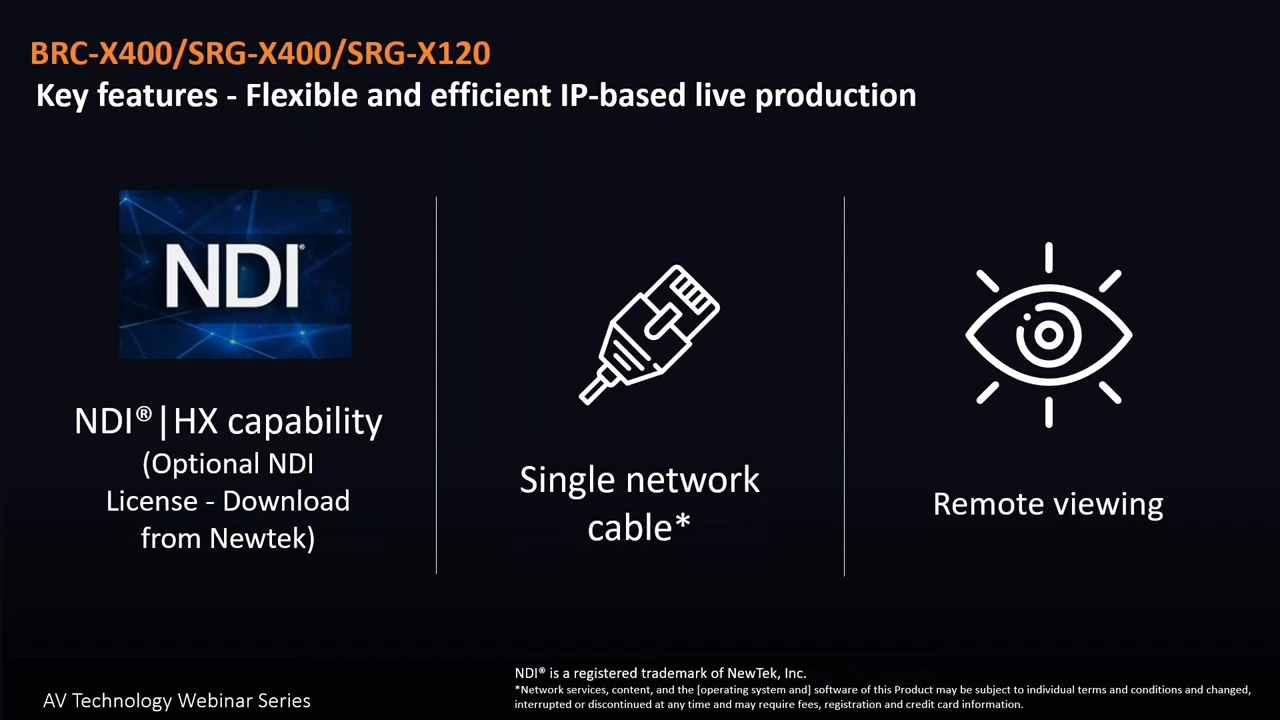 BRC-X400/SRG-X400/SRG-X120
Key features - Flexible and efficient IP-based live production
NDI®
NDI®|HX capability
(Optional NDI
License - Download
from Newtek)
Single network
cable*
Remote viewing
NDI® is a registered trademark of NewTek, Inc.
*Network services, content, and the [operating system and] software of this Product may be subject to individual terms and conditions and changed,
interrupted or discontinued at any time and may require fees, registration and credit card information.
AV Technology Webinar Series